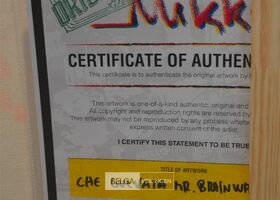 CERTIFICATE OF AUTHEN
This certificate is to authenticate the original artwork by
This artwork is one-of-a-kind authentic, original and
All copyright and reproduction rights are reserved by
This artwork may not be reproduced by any process whatsoever
express written consent of the artist.
I CERTIFY THIS STATEMENT TO BE TRUE
TITLE OF ARTWORK
CHE MR. BRAINWA
BELGA